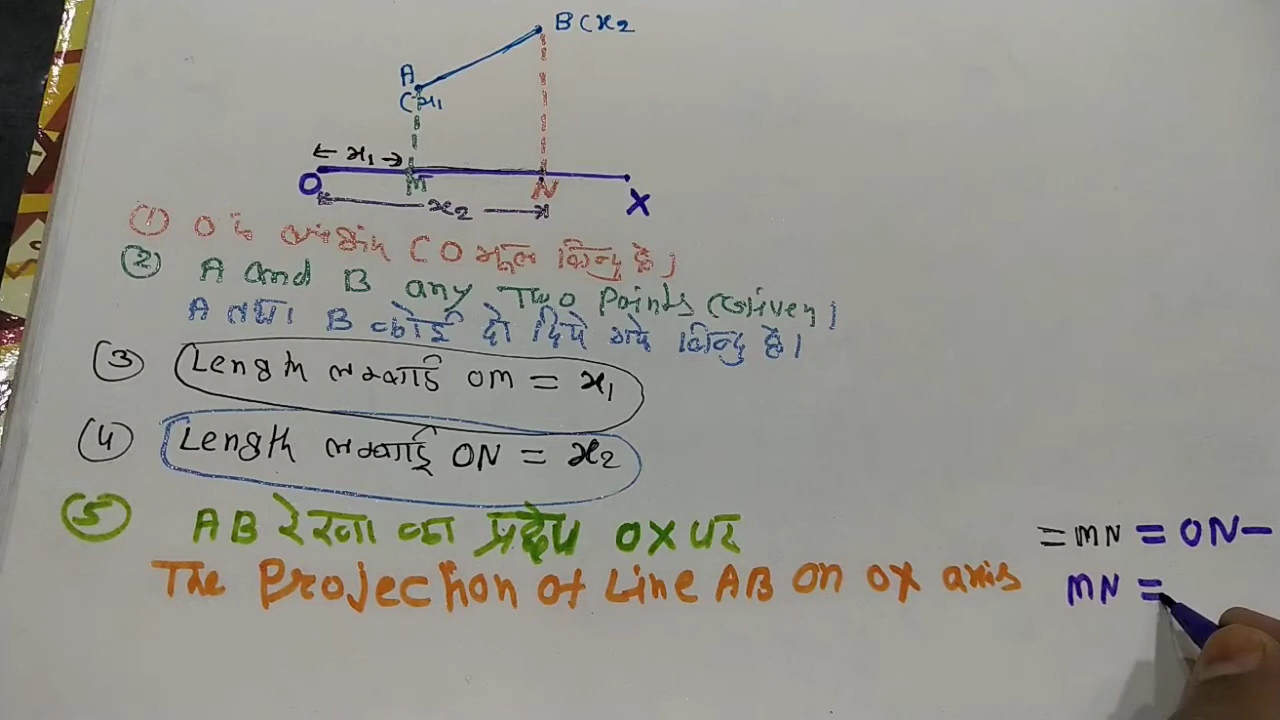 B (x2
A
(x1
← x1 →
O M N X
x2
(1) O is C O मूल बिन्दु है।
(2) A and B any Two Points (Given)
A तथा B कोई दो दिये गये बिन्दु है।
(3) Length लम्बाई OM = x1
(4) Length लम्बाई ON = x2
(5) AB रेखा का प्रक्षेप OX पर = MN = ON-
The Projection of Line AB on OX axis MN =